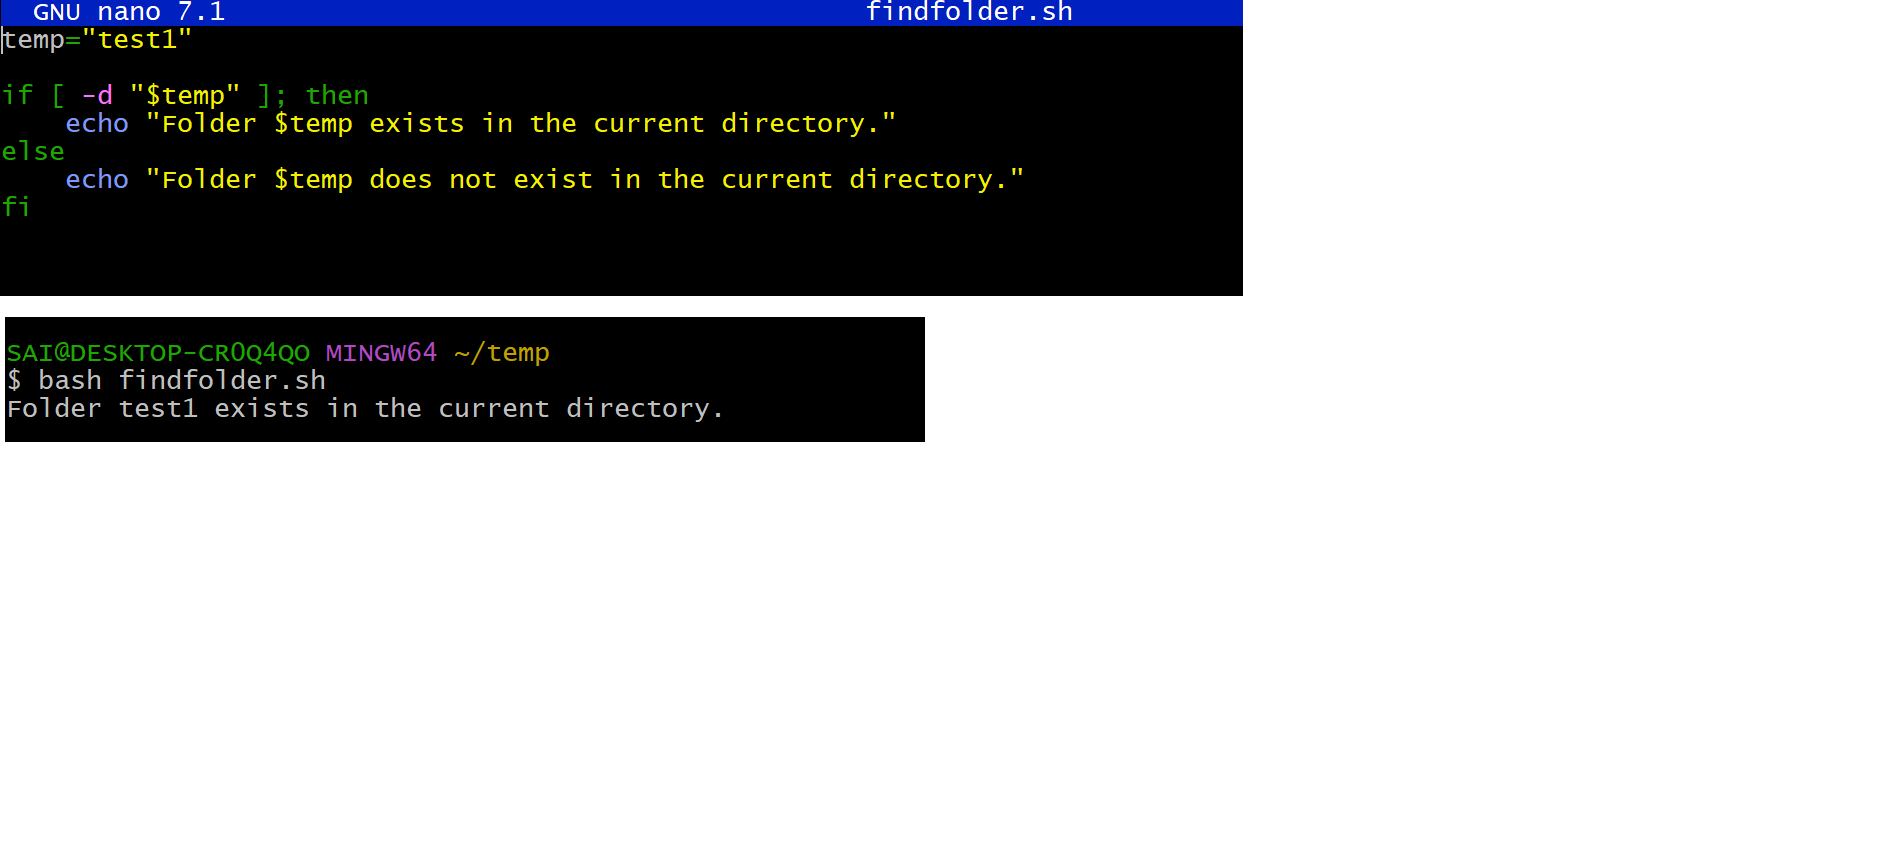 GNU nano 7.1 findfolder.sh
temp="test1"
if [ -d "$temp" ]; then
    echo "Folder $temp exists in the current directory."
else
    echo "Folder $temp does not exist in the current directory."
fi
SAI@DESKTOP-CR0Q4QO MINGW64 ~/temp
$ bash findfolder.sh
Folder test1 exists in the current directory.